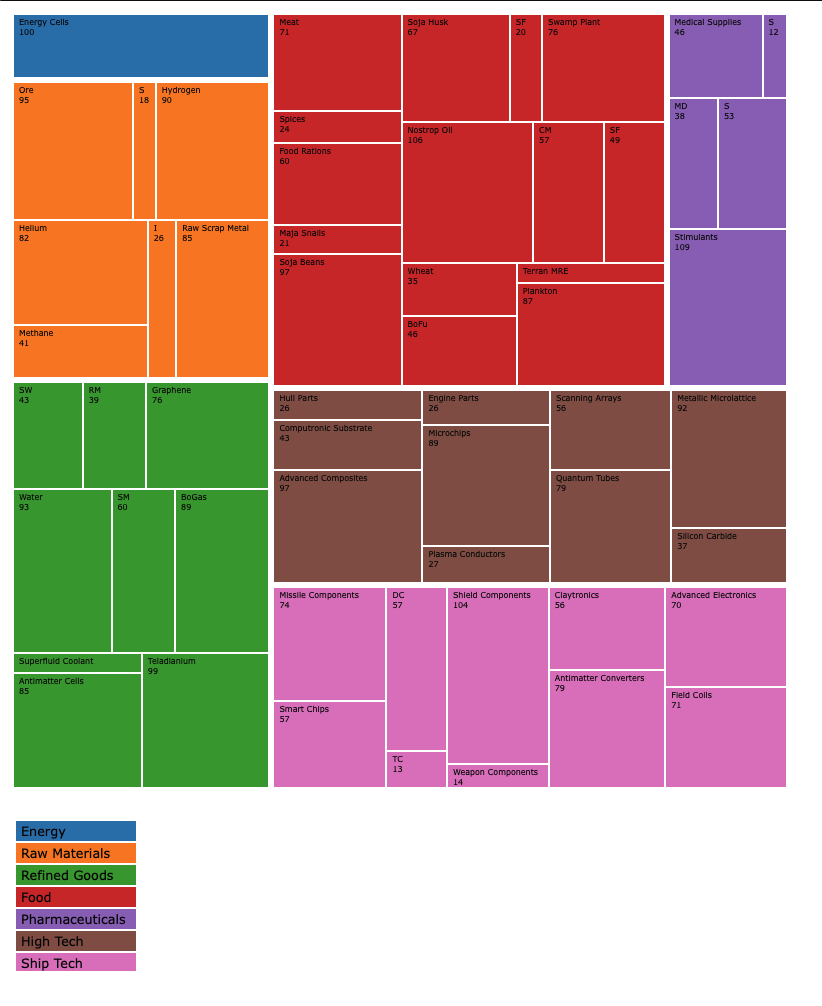 Energy Cells
100
Ore
95
S
18
Hydrogen
90
Helium
82
I
26
Raw Scrap Metal
85
Methane
41
SW
43
RM
39
Graphene
76
Water
93
SM
60
BoGas
89
Superfluid Coolant
Antimatter Cells
85
Teladianium
99
Meat
71
Spices
24
Food Rations
60
Maja Snails
21
Soja Beans
97
Soja Husk
67
SF
20
Swamp Plant
76
Nostrop Oil
106
CM
57
SF
49
Wheat
35
BoFu
46
Terran MRE
Plankton
87
Medical Supplies
46
S
12
MD
38
S
53
Stimulants
109
Hull Parts
26
Computronic Substrate
43
Advanced Composites
97
Engine Parts
26
Microchips
89
Plasma Conductors
27
Scanning Arrays
56
Quantum Tubes
79
Metallic Microlattice
92
Silicon Carbide
37
Missile Components
74
Smart Chips
57
DC
57
TC
13
Shield Components
104
Weapon Components
14
Claytronics
56
Antimatter Converters
79
Advanced Electronics
70
Field Coils
71
Energy
Raw Materials
Refined Goods
Food
Pharmaceuticals
High Tech
Ship Tech